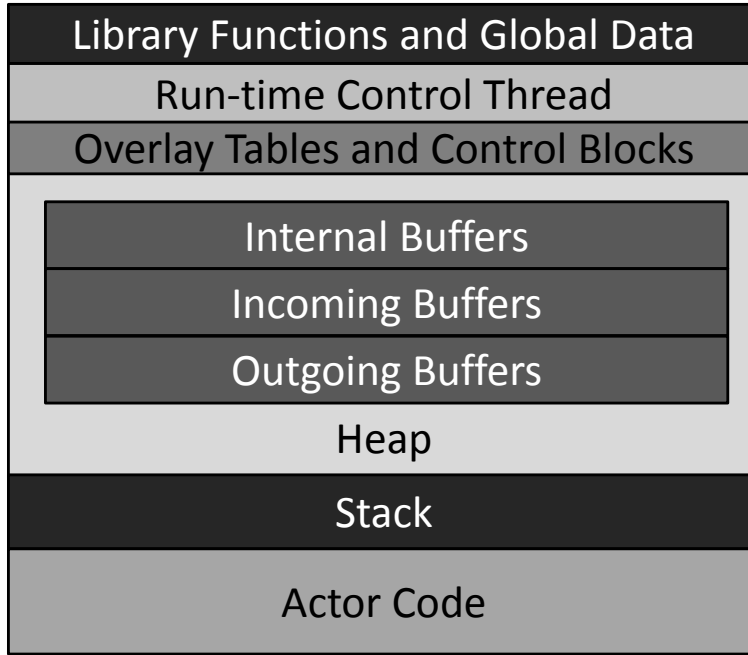 Library Functions and Global Data
Run-time Control Thread
Overlay Tables and Control Blocks
Internal Buffers
Incoming Buffers
Outgoing Buffers
Heap
Stack
Actor Code